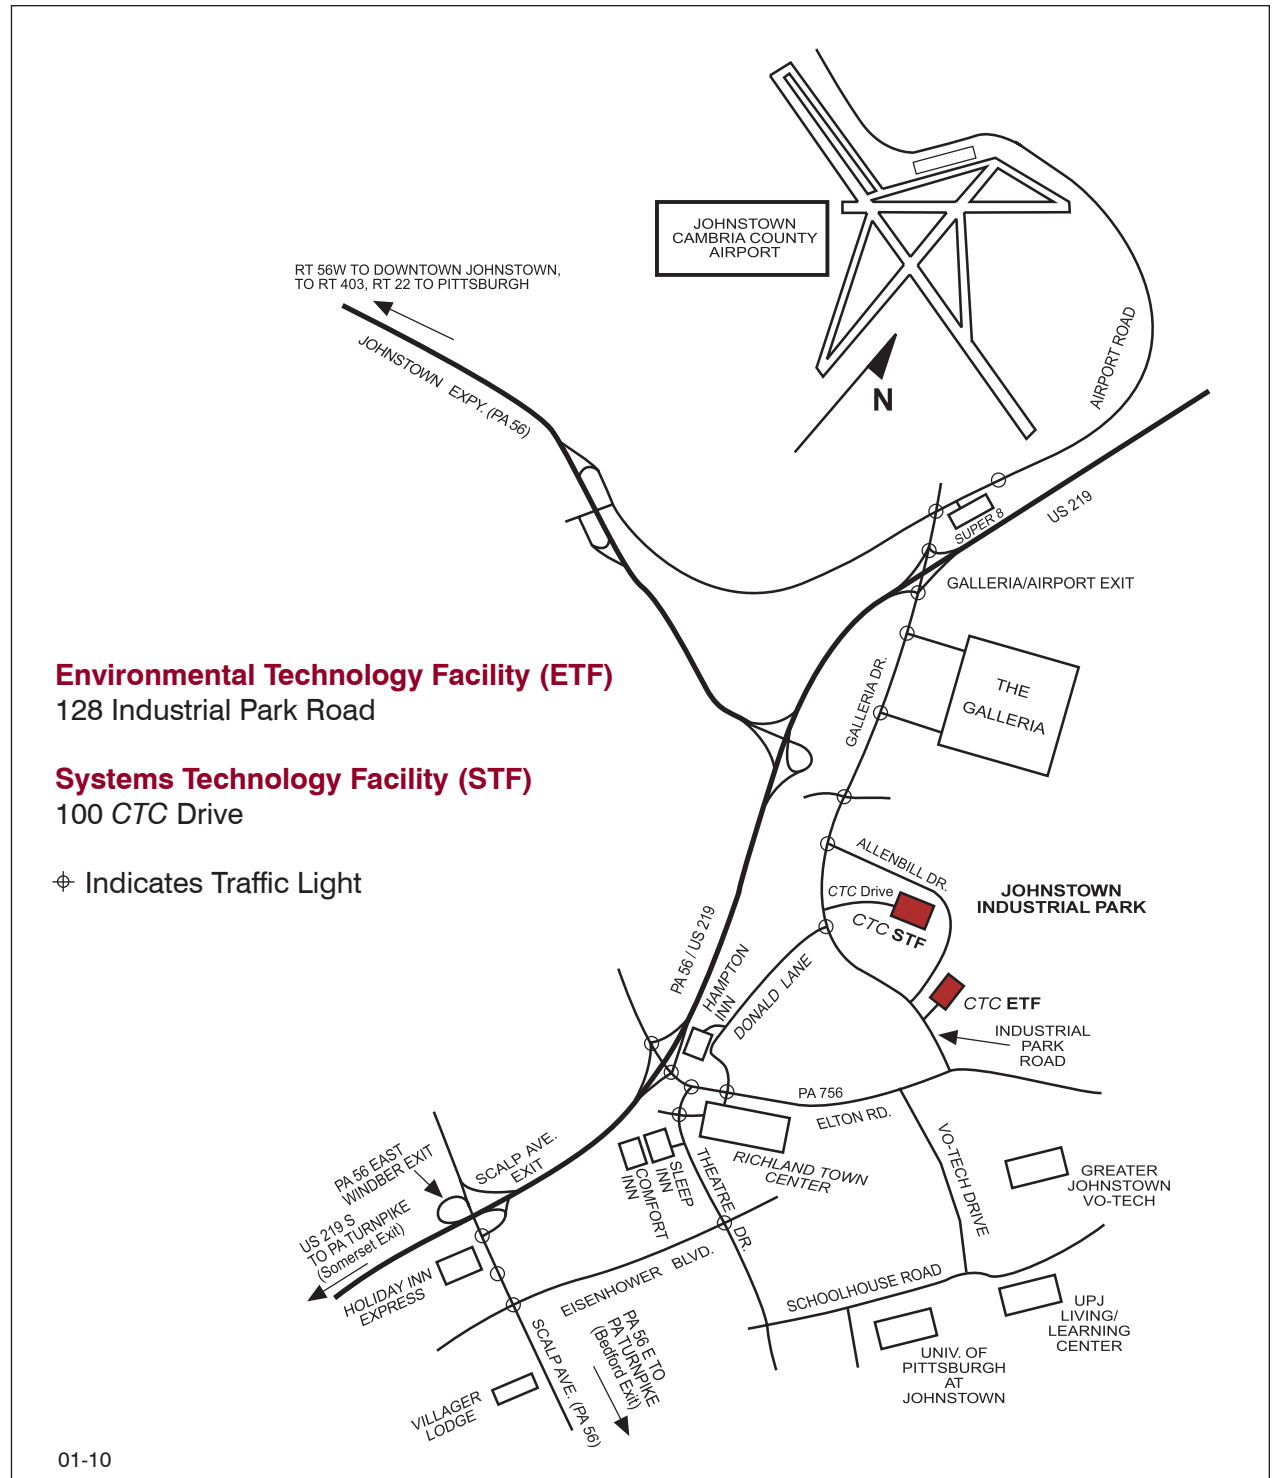 JOHNSTOWN
CAMBRIA COUNTY
AIRPORT
RT 56W TO DOWNTOWN JOHNSTOWN,
TO RT 403, RT 22 TO PITTSBURGH
JOHNSTOWN EXPY. (PA 56)
N
AIRPORT ROAD
US 219
SUPER 8
GALLERIA/AIRPORT EXIT
Environmental Technology Facility (ETF)
128 Industrial Park Road
Systems Technology Facility (STF)
100 CTC Drive
Indicates Traffic Light
GALLERIA DR.
THE
GALLERIA
ALLENBILL DR.
CTC Drive
CTC STF
JOHNSTOWN
INDUSTRIAL PARK
PA 56 / US 219
HAMPTON
INN
DONALD LANE
CTC ETF
INDUSTRIAL
PARK
ROAD
PA 756
ELTON RD.
RICHLAND TOWN
CENTER
VO-TECH DRIVE
GREATER
JOHNSTOWN
VO-TECH
SCALP AVE.
EXIT
PA 56 EAST
WINDBER EXIT
US 219 S
TO PA TURNPIKE
(Somerset Exit)
SLEEP
INN
COMFORT
INN
THEATRE DR.
HOLIDAY INN
EXPRESS
EISENHOWER BLVD.
SCHOOLHOUSE ROAD
UPJ
LIVING/
LEARNING
CENTER
UNIV. OF
PITTSBURGH
AT
JOHNSTOWN
PA 56 E TO
PA TURNPIKE
(Bedford Exit)
SCALP AVE. (PA 56)
VILLAGER
LODGE
01-10